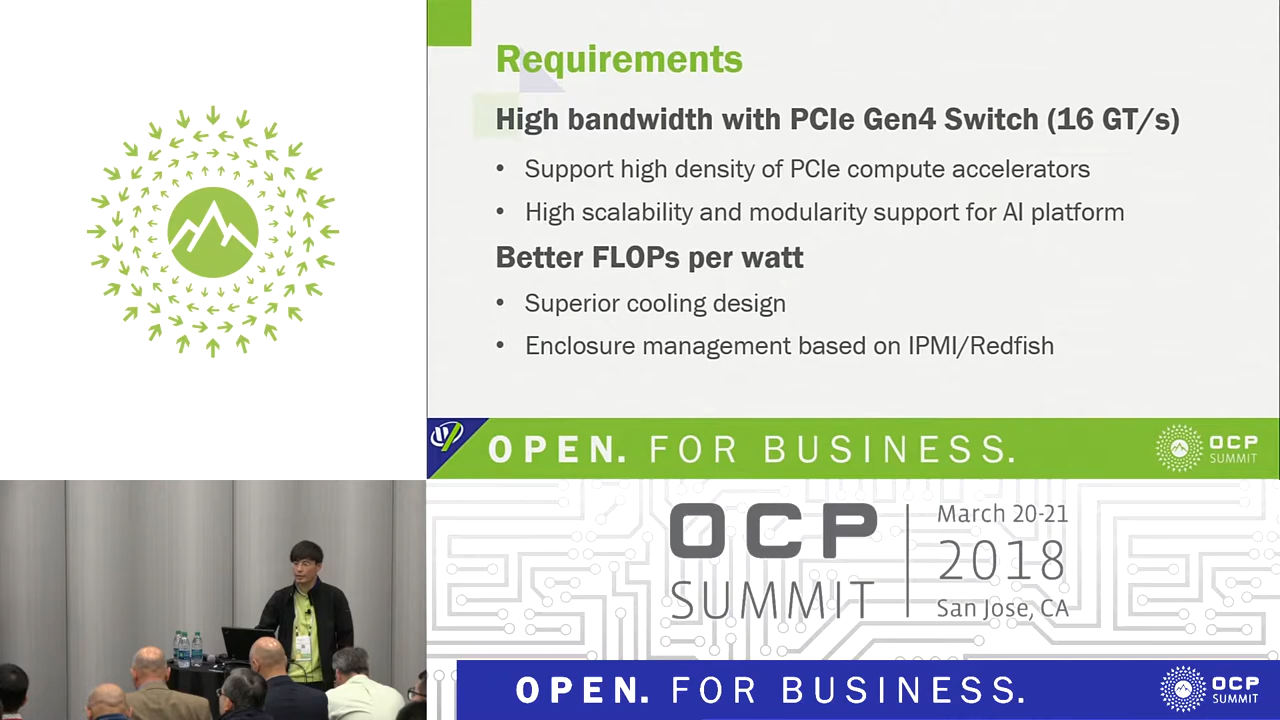 Requirements
High bandwidth with PCIe Gen4 Switch (16 GT/s)
• Support high density of PCIe compute accelerators
• High scalability and modularity support for AI platform
Better FLOPs per watt
• Superior cooling design
• Enclosure management based on IPMI/Redfish
OPEN. FOR BUSINESS.
OCP
SUMMIT
OCP
SUMMIT
March 20-21
2018
San Jose, CA
OPEN. FOR BUSINESS.
OCP
SUMMIT